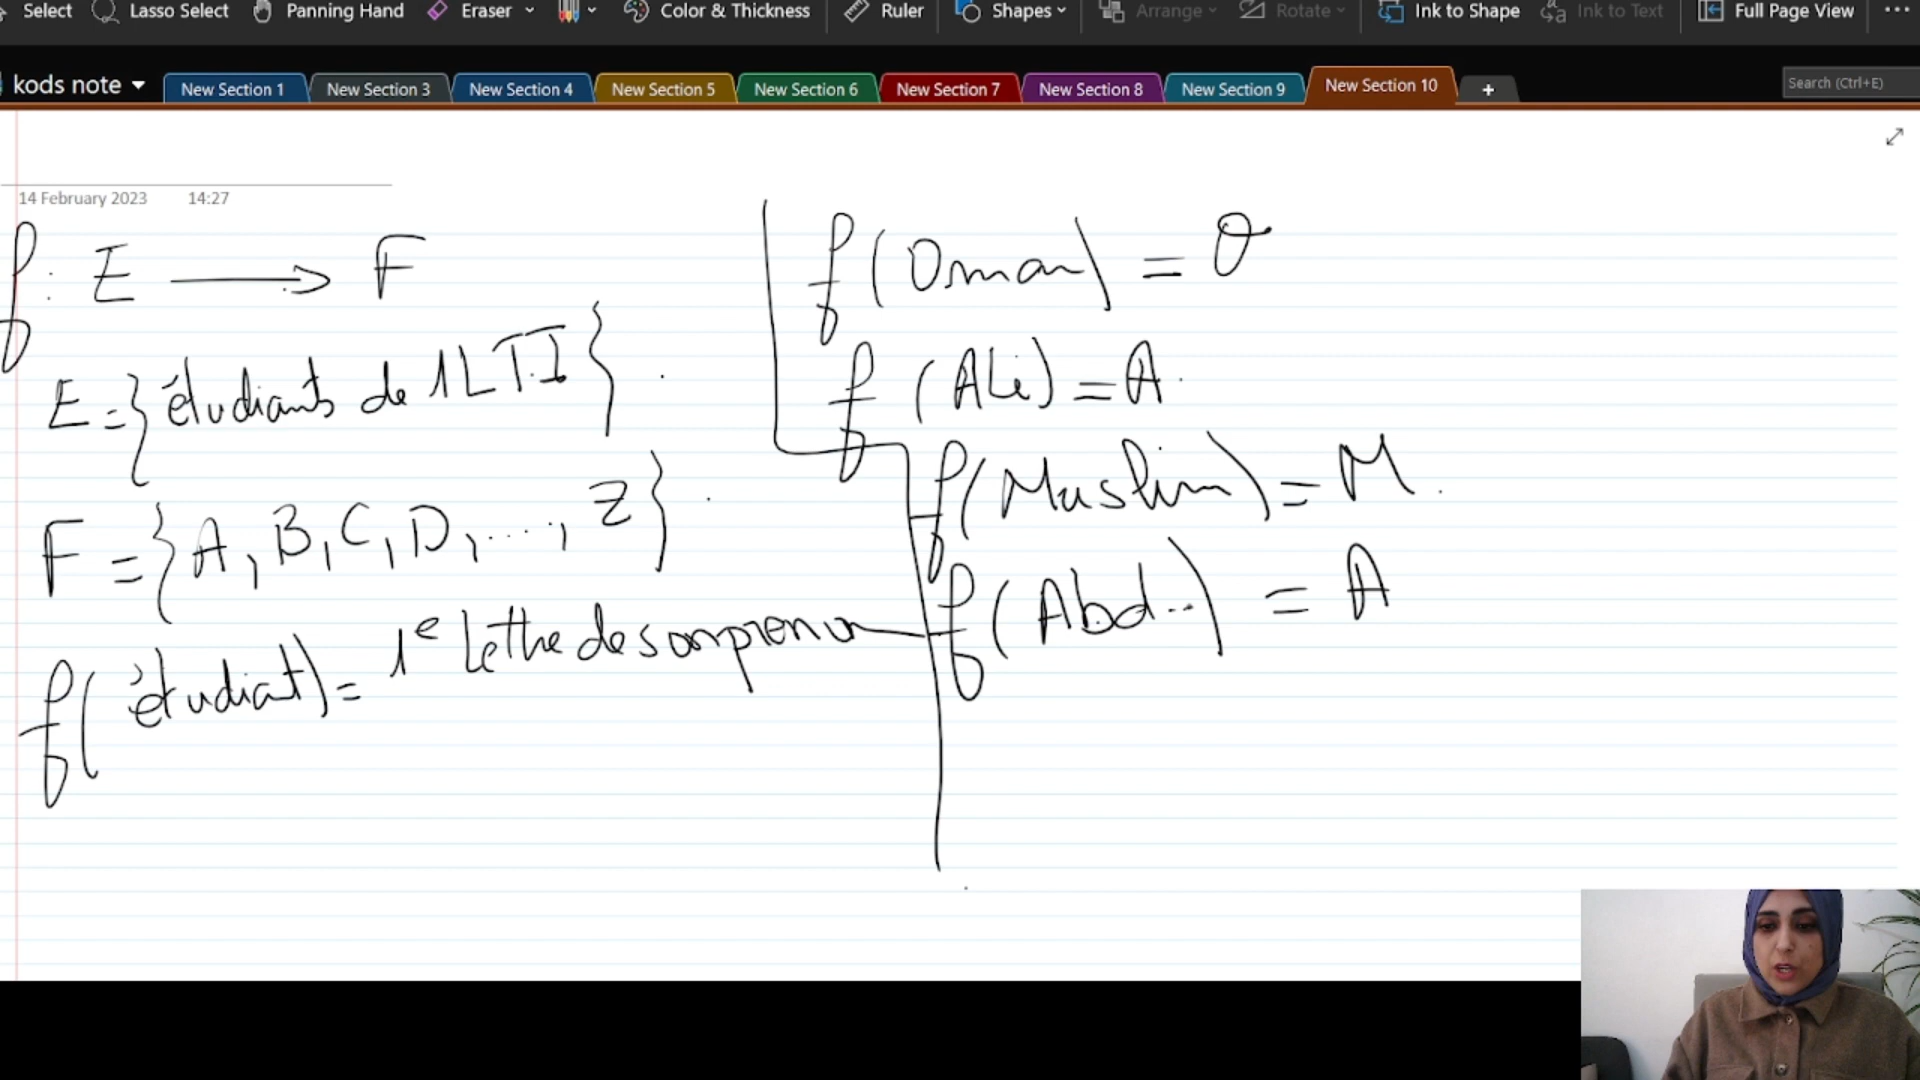 Select Lasso Select Panning Hand Eraser Color & Thickness Ruler Shapes Arrange Rotate Ink to Shape Ink to Text Full Page View
kods note New Section 1 New Section 3 New Section 4 New Section 5 New Section 6 New Section 7 New Section 8 New Section 9 New Section 10 + Search (Ctrl+E)
14 February 2023 14:27
f: E → F
E = {étudiants de 1LTI}.
F = {A, B, C, D, ..., Z}.
f(étudiant) = 1e Lettre de son prenom
f(Oman) = O
f(ALi) = A.
f(Muslim) = M.
f(Abd..) = A